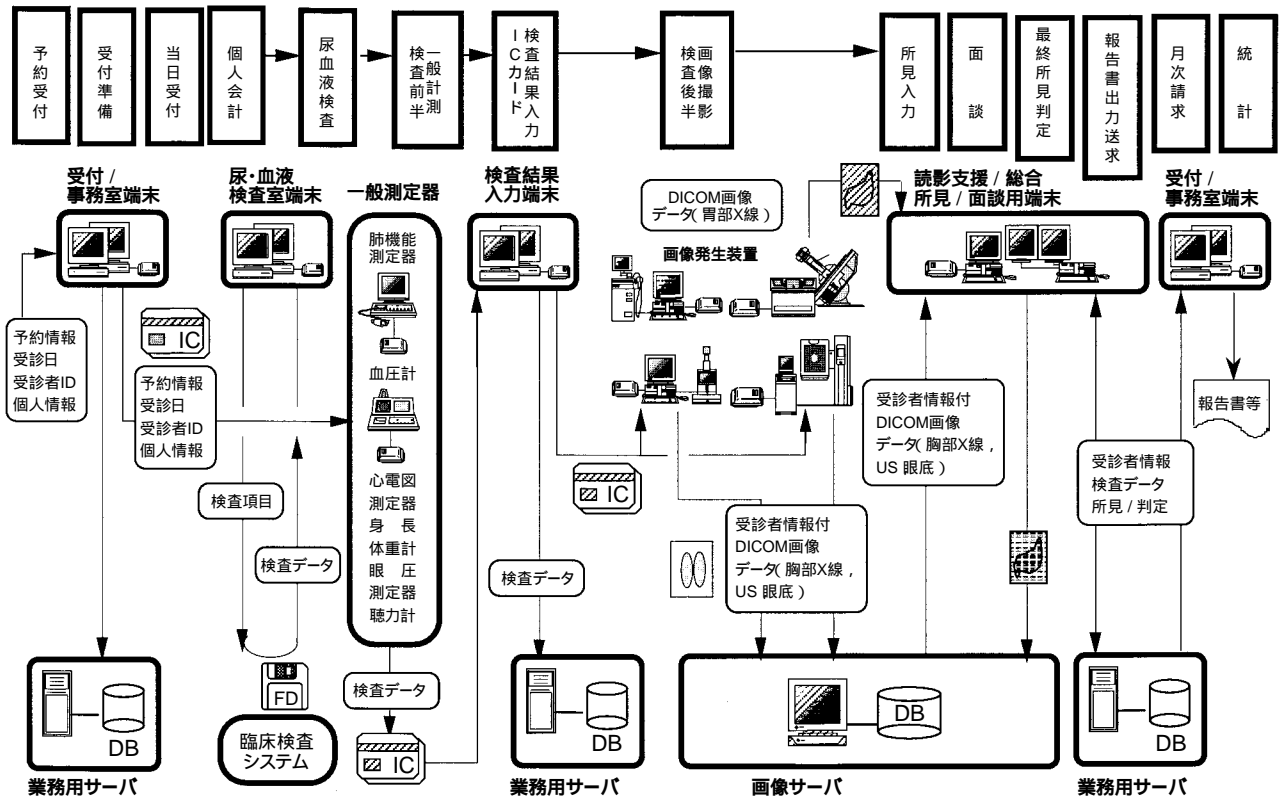 予約受付
受付準備
当日受付
個人会計
尿血液検査
一般計測
検査前半
検査結果入力
ICカード
画像撮影
検査後半
所見入力
面談
最終所見判定
報告書出力送求
月次請求
統計
受付 /
事務室端末
尿・血液
検査室端末
一般測定器
検査結果
入力端末
DICOM画像
データ( 胃部X線 )
画像発生装置
読影支援 / 総合
所見 / 面談用端末
受付 /
事務室端末
肺機能
測定器
血圧計
心電図
測定器
身 長
体重計
眼 圧
測定器
聴力計
予約情報
受診日
受診者ID
個人情報
IC
予約情報
受診日
受診者ID
個人情報
検査項目
検査データ
FD
臨床検査
システム
検査データ
IC
検査データ
IC
受診者情報付
DICOM画像
データ( 胸部X線 ,
US 眼底 )
受診者情報付
DICOM画像
データ( 胸部X線 ,
US 眼底 )
受診者情報
検査データ
所見 / 判定
報告書等
DB
業務用サーバ
DB
業務用サーバ
DB
画像サーバ
DB
業務用サーバ